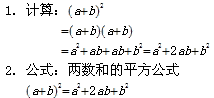 1. 计算：(a+b)²
=(a+b)(a+b)
=a²+ab+ab+b²=a²+2ab+b²
2. 公式：两数和的平方公式
(a+b)²=a²+2ab+b²